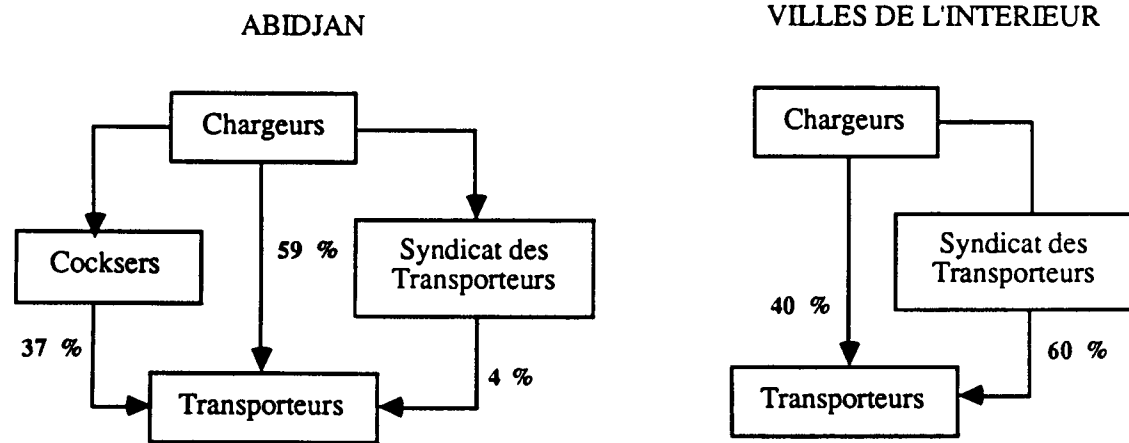 ABIDJAN
Chargeurs
Cocksers
59 %
Syndicat des
Transporteurs
37 %
4 %
Transporteurs
VILLES DE L'INTERIEUR
Chargeurs
Syndicat des
Transporteurs
40 %
60 %
Transporteurs